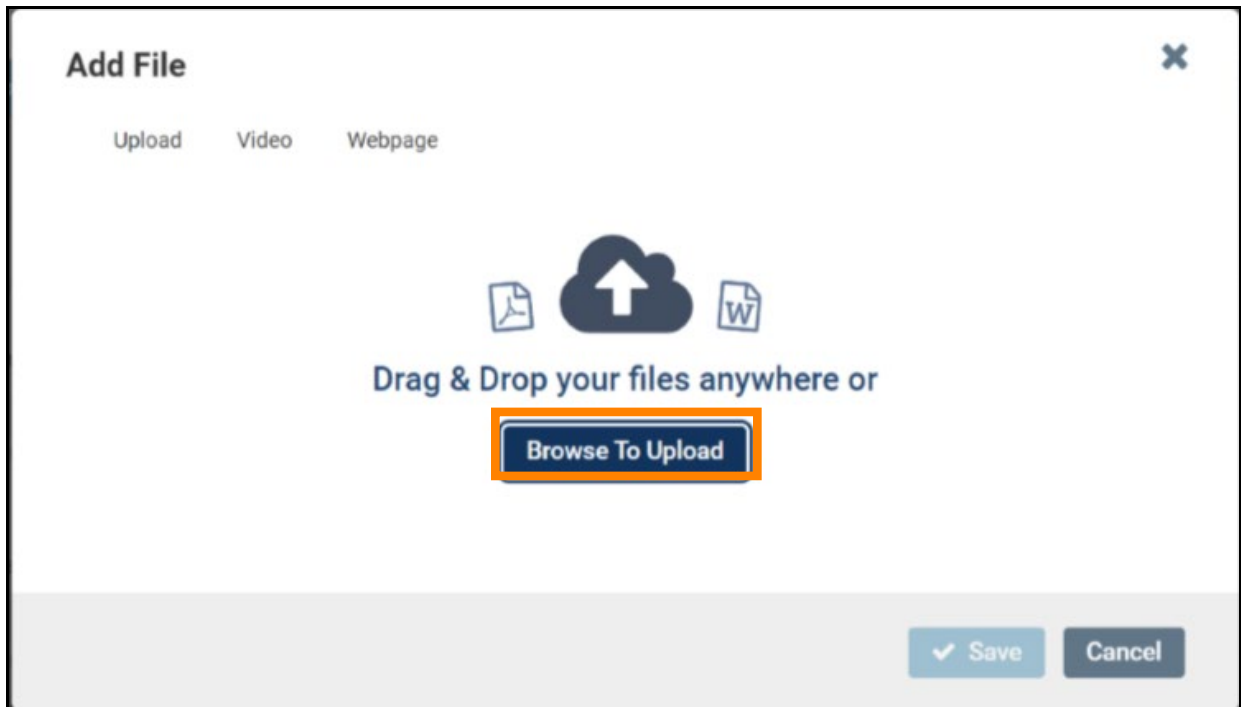 Add File
Upload Video Webpage
W
Drag & Drop your files anywhere or
Browse To Upload
Save Cancel